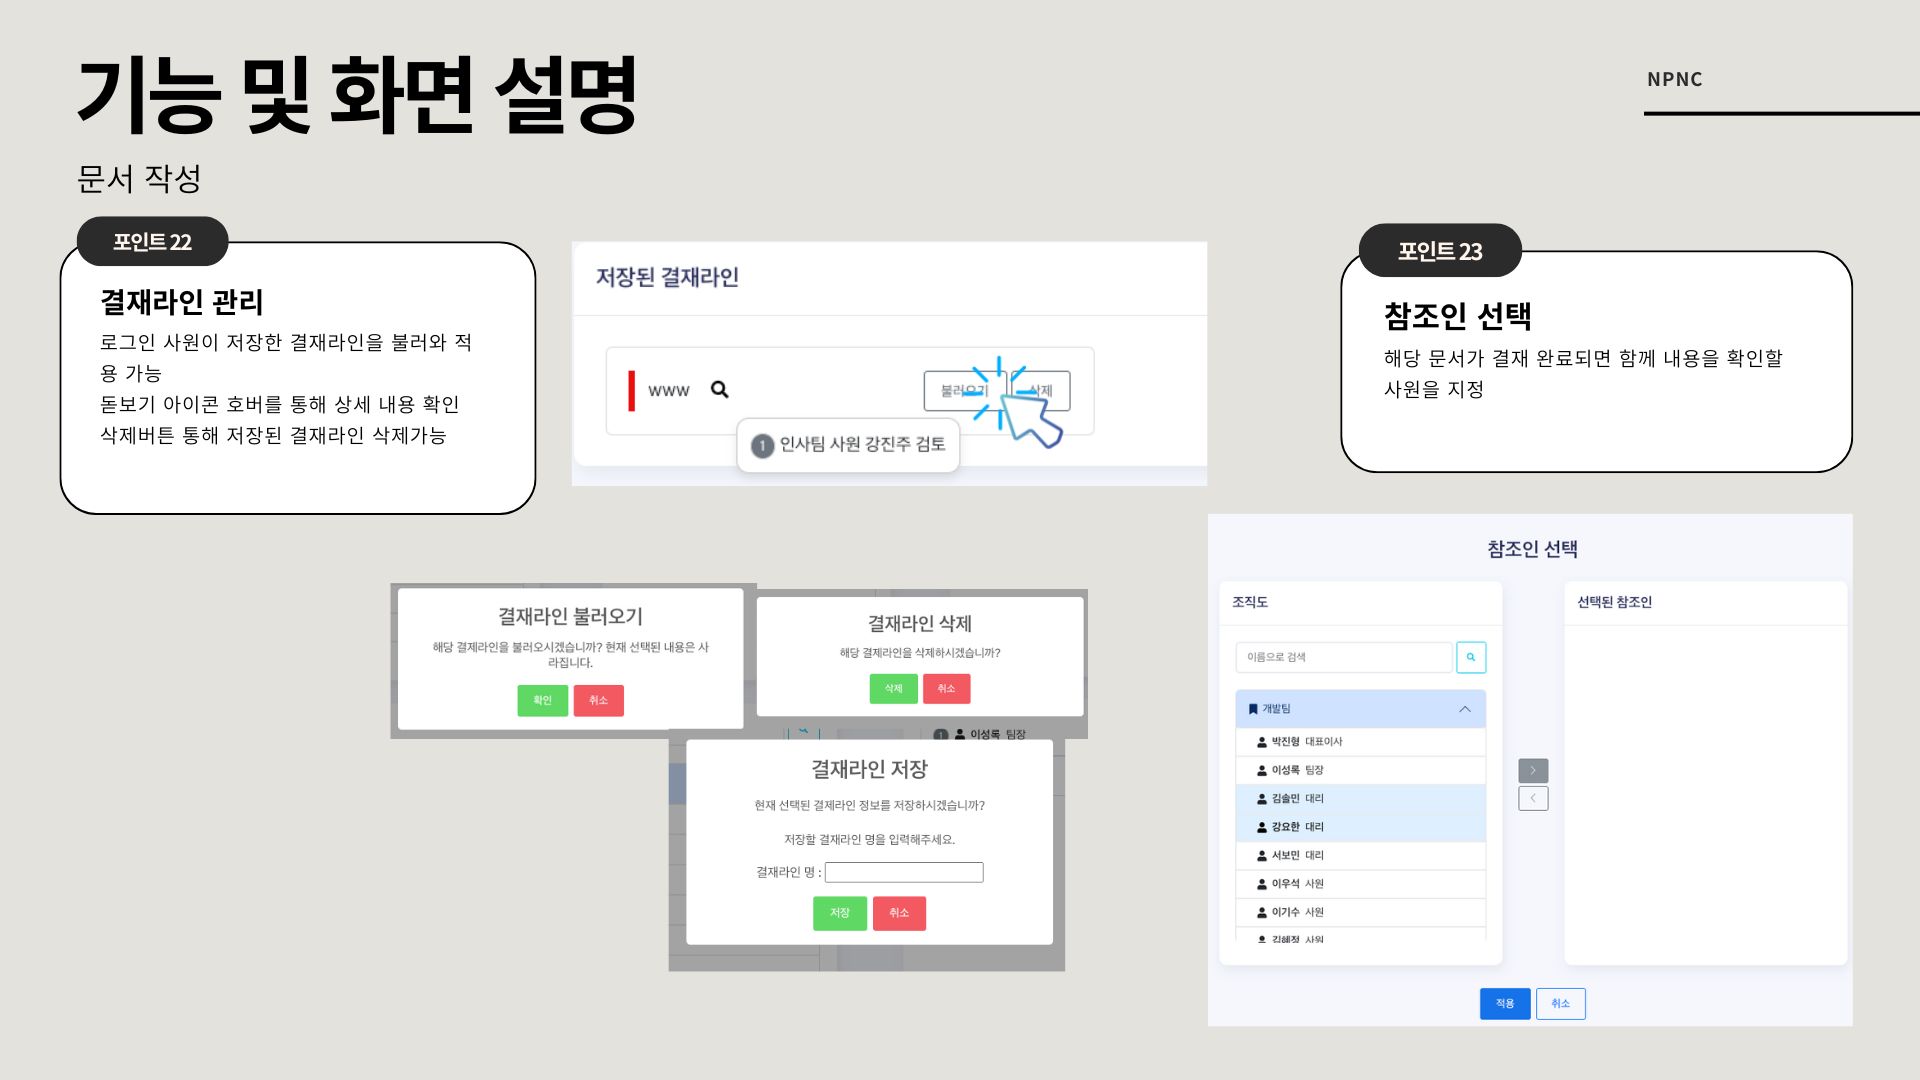 기능 및 화면 설명
NPNC
문서 작성
포인트 22
결재라인 관리
로그인 사원이 저장한 결재라인을 불러와 적
용 가능
돋보기 아이콘 호버를 통해 상세 내용 확인
삭제버튼 통해 저장된 결재라인 삭제가능
저장된 결재라인
www
불러오기
삭제
1 인사팀 사원 강진주 검토
포인트 23
참조인 선택
해당 문서가 결재 완료되면 함께 내용을 확인할
사원을 지정
결재라인 불러오기
해당 결제라인을 불러오시겠습니까? 현재 선택된 내용은 사
라집니다.
확인
취소
결재라인 삭제
해당 결제라인을 삭제하시겠습니까?
삭제
취소
1 이성록 팀장
결재라인 저장
현재 선택된 결제라인 정보를 저장하시겠습니까?
저장할 결재라인 명을 입력해주세요.
결재라인 명 :
저장
취소
참조인 선택
조직도
선택된 참조인
이름으로 검색
개발팀
박진형 대표이사
이성록 팀장
김솔민 대리
강요한 대리
서보민 대리
이우석 사원
이기수 사원
김혜정 사원
적용
취소